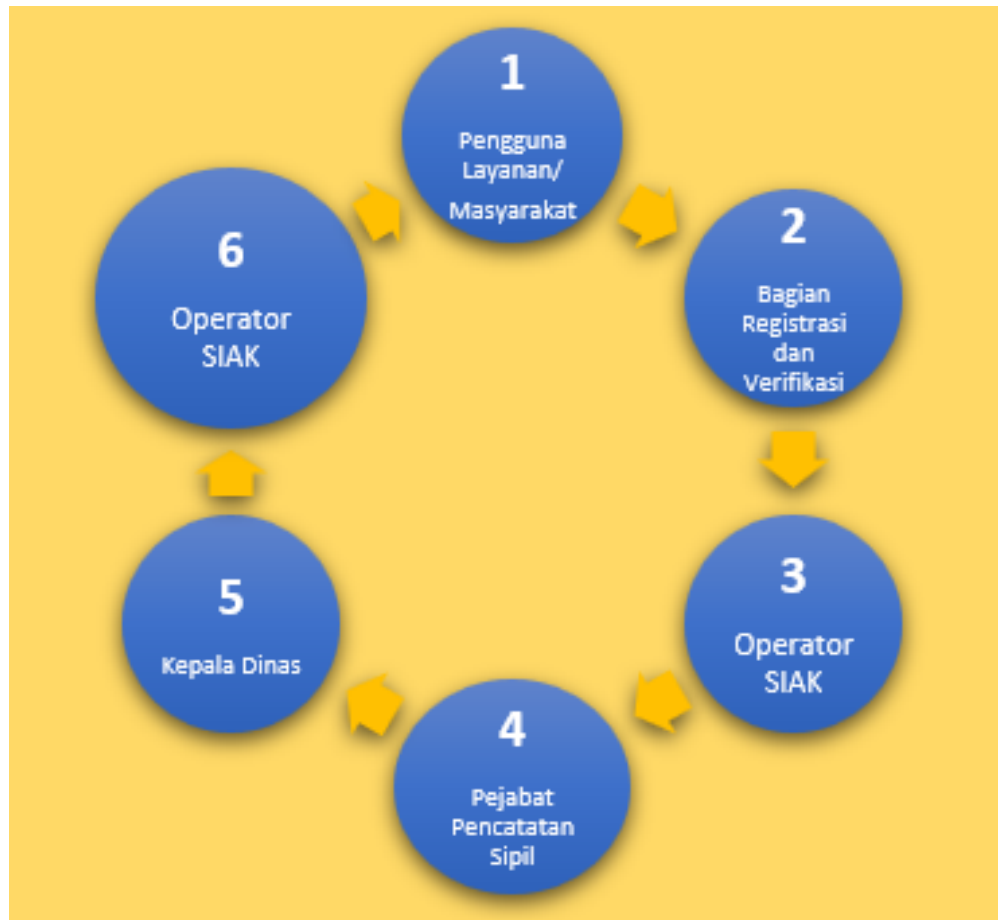 1
Pengguna
Layanan/
Masyarakat
2
Bagian
Registrasi
dan
Verifikasi
3
Operator
SIAK
4
Pejabat
Pencatatan
Sipil
5
Kepala Dinas
6
Operator
SIAK